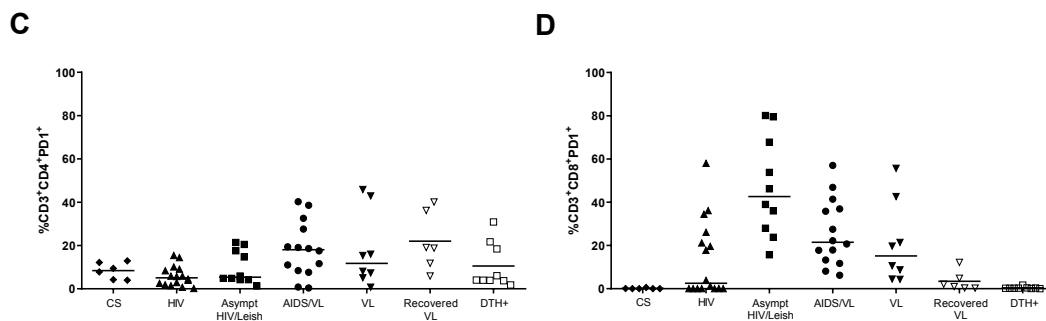 C
%CD3⁺CD4⁺PD1⁺
100
80
60
40
20
0
CS HIV Asympt HIV/Leish AIDS/VL VL Recovered VL DTH+
D
%CD3⁺CD8⁺PD1⁺
100
80
60
40
20
0
CS HIV Asympt HIV/Leish AIDS/VL VL Recovered VL DTH+